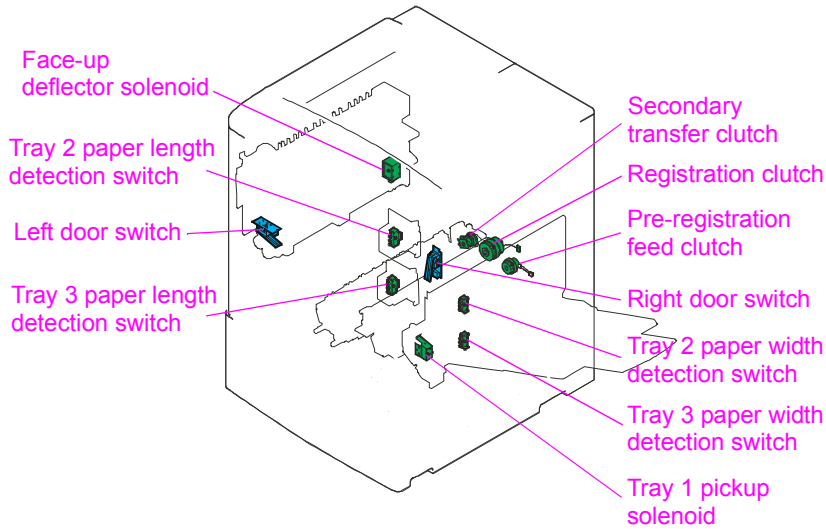 Face-up
deflector solenoid
Tray 2 paper length
detection switch
Left door switch
Tray 3 paper length
detection switch
Secondary
transfer clutch
Registration clutch
Pre-registration
feed clutch
Right door switch
Tray 2 paper width
detection switch
Tray 3 paper width
detection switch
Tray 1 pickup
solenoid